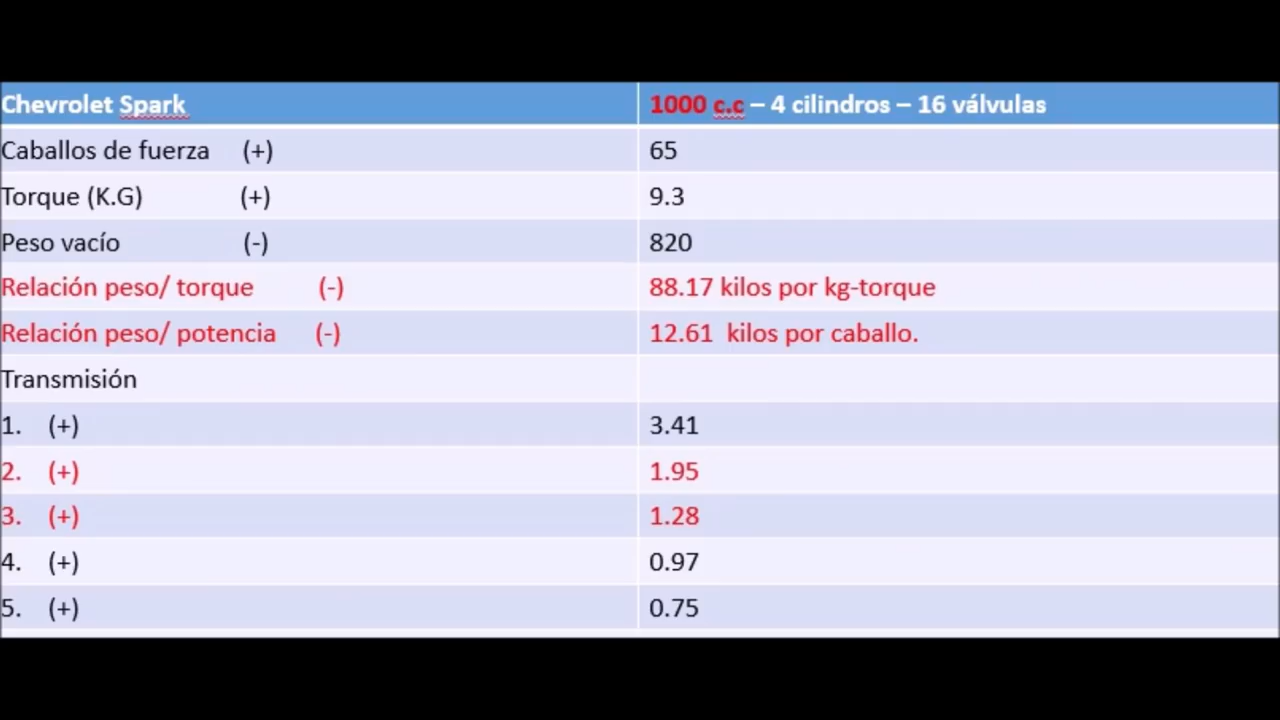 Chevrolet Spark 1000 c.c – 4 cilindros – 16 válvulas
Caballos de fuerza (+) 65
Torque (K.G) (+) 9.3
Peso vacío (-) 820
Relación peso/ torque (-) 88.17 kilos por kg-torque
Relación peso/ potencia (-) 12.61 kilos por caballo.
Transmisión
1. (+) 3.41
2. (+) 1.95
3. (+) 1.28
4. (+) 0.97
5. (+) 0.75